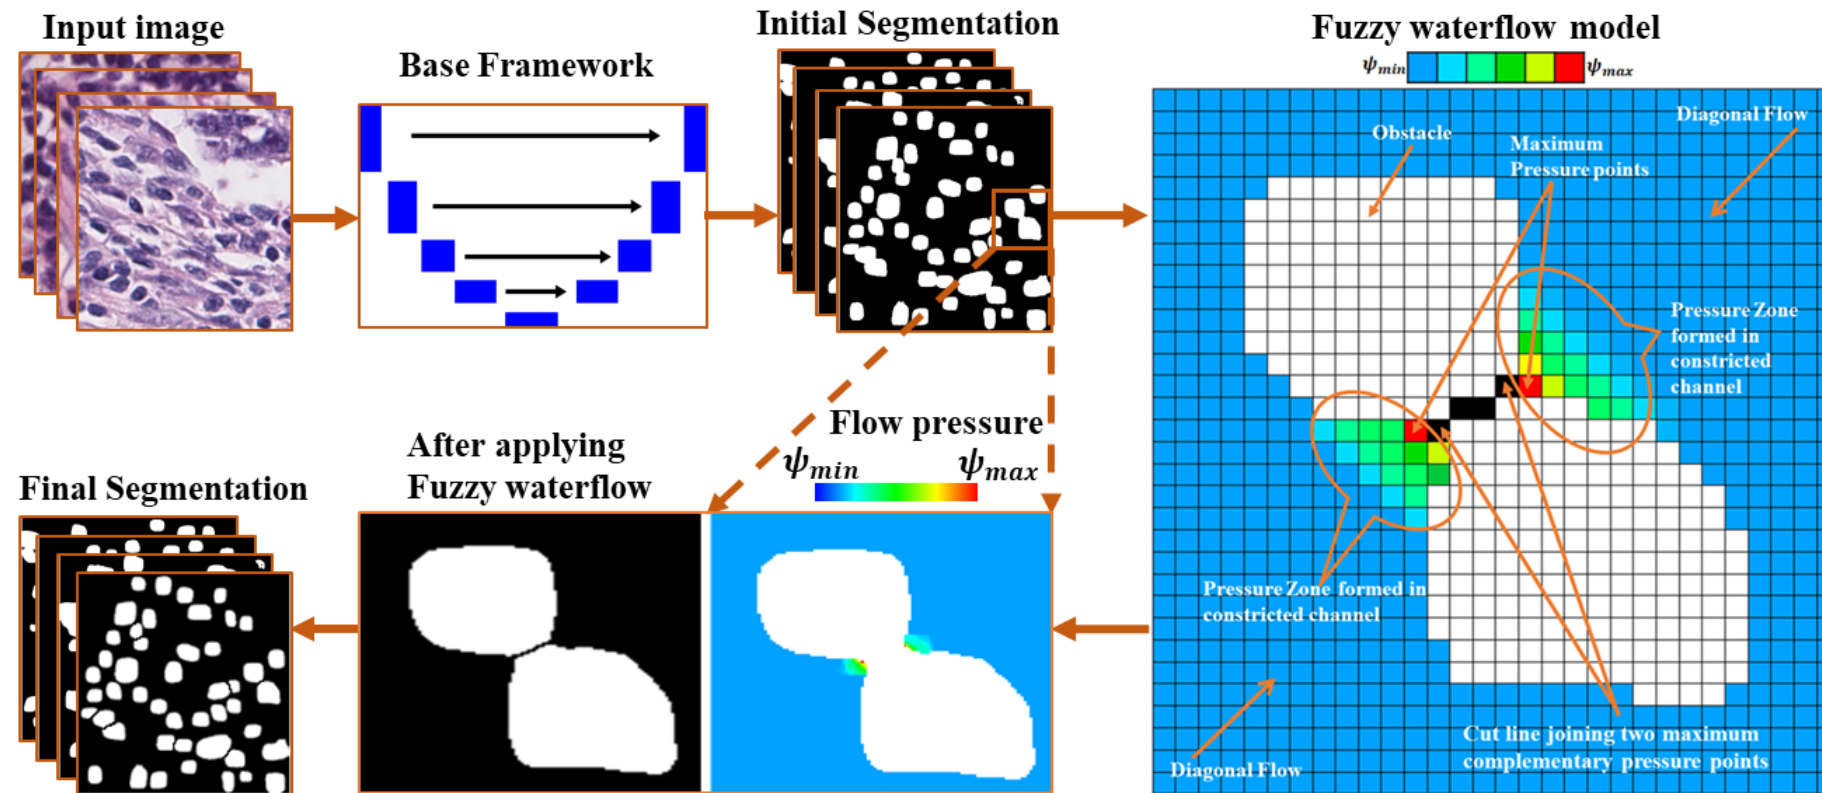 Input image
Base Framework
Initial Segmentation
Fuzzy waterflow model
ψmin
ψmax
Obstacle
Maximum
Pressure points
Diagonal Flow
Pressure Zone
formed in
constricted
channel
Pressure Zone formed in
constricted channel
Diagonal Flow
Cut line joining two maximum
complementary pressure points
Flow pressure
ψmin
ψmax
After applying
Fuzzy waterflow
Final Segmentation